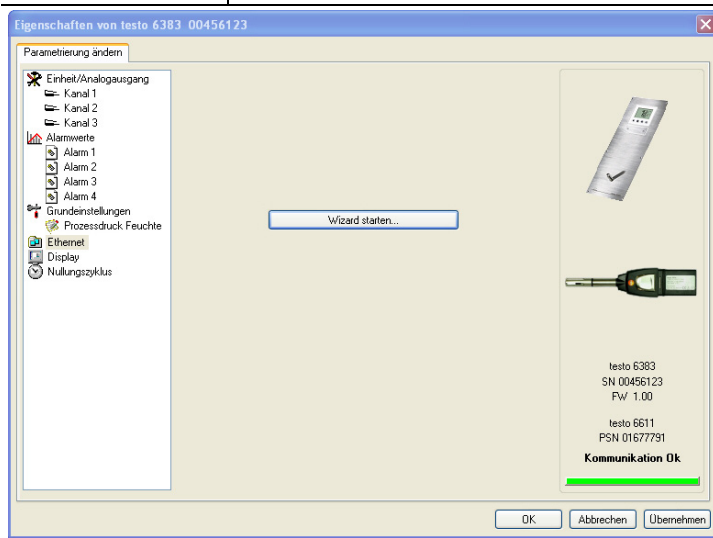 Eigenschaften von testo 6383 00456123
Parametrierung ändern
Einheit/Analogausgang
Kanal 1
Kanal 2
Kanal 3
Alarmwerte
Alarm 1
Alarm 2
Alarm 3
Alarm 4
Grundeinstellungen
Prozessdruck Feuchte
Ethernet
Display
Nullungszyklus
Wizard starten...
testo 6383
SN 00456123
FW 1.00
testo 6611
PSN 01677791
Kommunikation Ok
OK
Abbrechen
Übernehmen